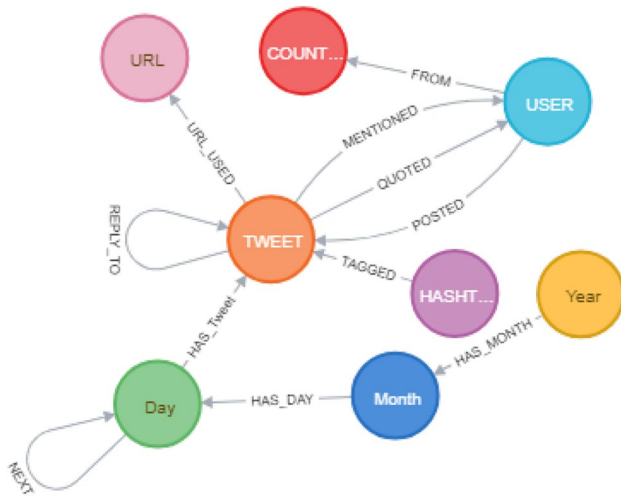 URL
COUNT...
FROM
USER
URL_USED
MENTIONED
QUOTED
POSTED
REPLY_TO
TWEET
TAGGED
HASHT...
Year
HAS_Tweet
HAS_MONTH
Day
HAS_DAY
Month
NEXT